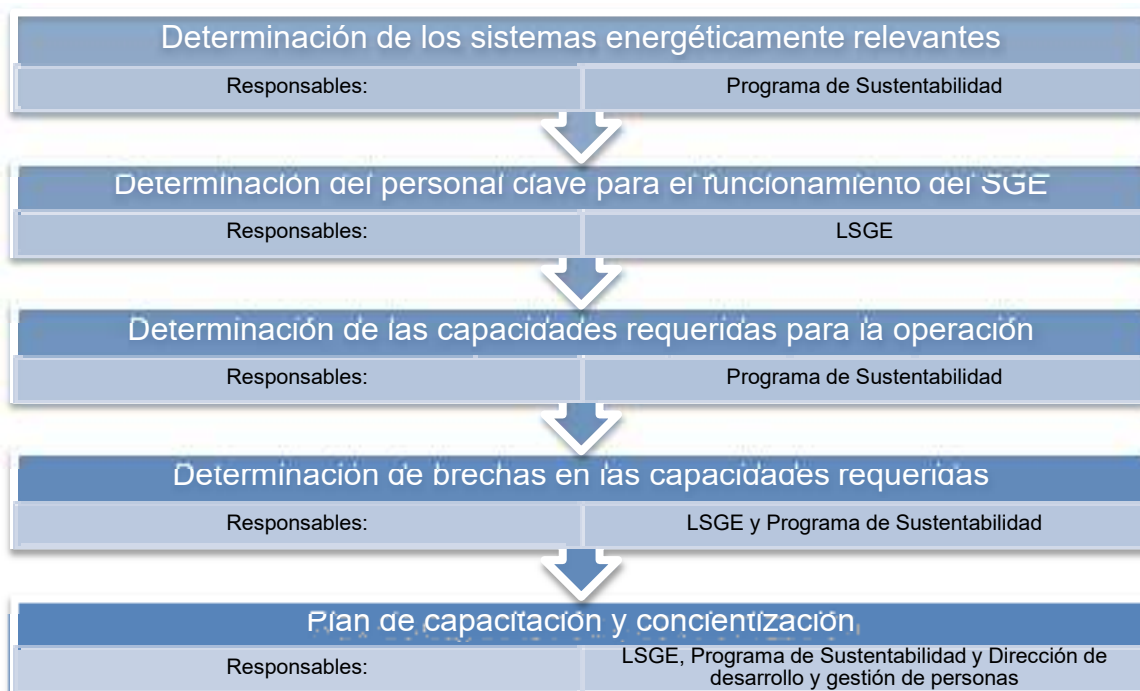 Determinación de los sistemas energéticamente relevantes
Responsables:
Programa de Sustentabilidad
Determinación del personal clave para el funcionamiento del SGE
Responsables:
LSGE
Determinación de las capacidades requeridas para la operación
Responsables:
Programa de Sustentabilidad
Determinación de brechas en las capacidades requeridas
Responsables:
LSGE y Programa de Sustentabilidad
Plan de capacitación y concientización
Responsables:
LSGE, Programa de Sustentabilidad y Dirección de
desarrollo y gestión de personas